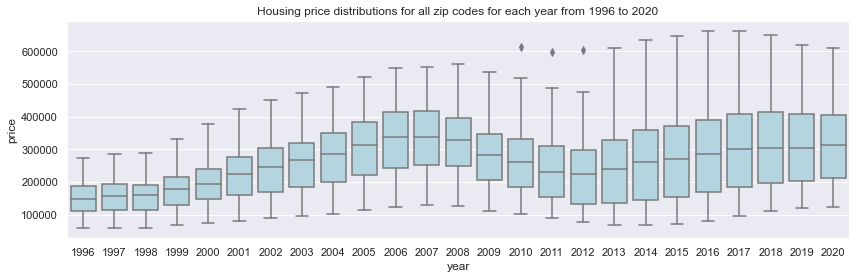 Housing price distributions for all zip codes for each year from 1996 to 2020
600000
500000
400000
300000
200000
100000
price
1996 1997 1998 1999 2000 2001 2002 2003 2004 2005 2006 2007 2008 2009 2010 2011 2012 2013 2014 2015 2016 2017 2018 2019 2020
year